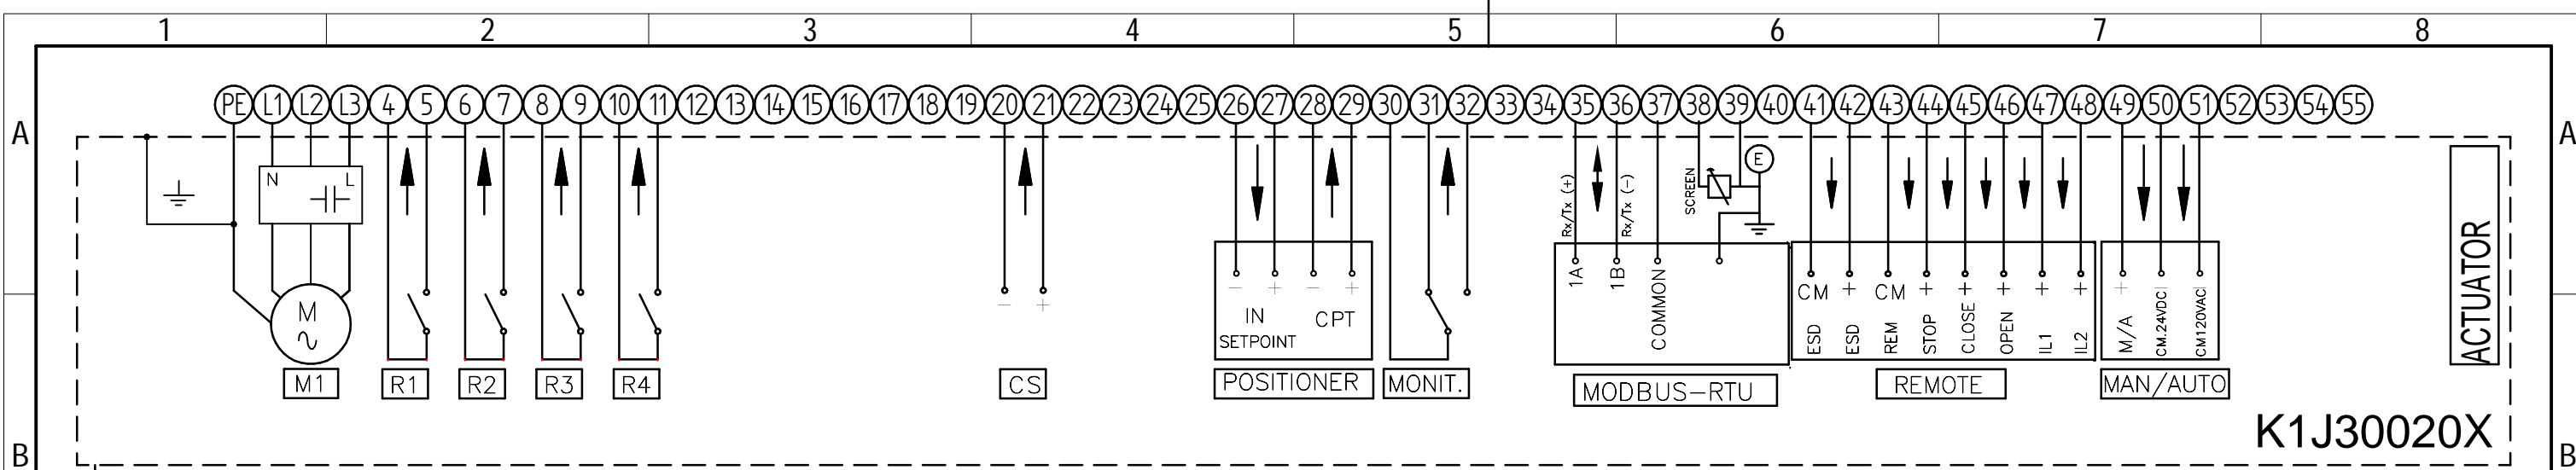 1 2 3 4 5 6 7 8
PE L1 L2 L3 4 5 6 7 8 9 10 11 12 13 14 15 16 17 18 19 20 21 22 23 24 25 26 27 28 29 30 31 32 33 34 35 36 37 38 39 40 41 42 43 44 45 46 47 48 49 50 51 52 53 54 55
A A
N L
Rx/Tx (+)
Rx/Tx (-)
SCREEN
E
ACTUATOR
M
- +
- + - +
IN CPT
SETPOINT
1A
1B
COMMON
CM + CM + + + + + +
ESD
ESD
REM
STOP
CLOSE
OPEN
IL1
IL2
M/A
CM.24VDC
CM120VAC
M1 R1 R2 R3 R4 CS POSITIONER MONIT. MODBUS-RTU REMOTE MAN/AUTO
K1J30020X
B B